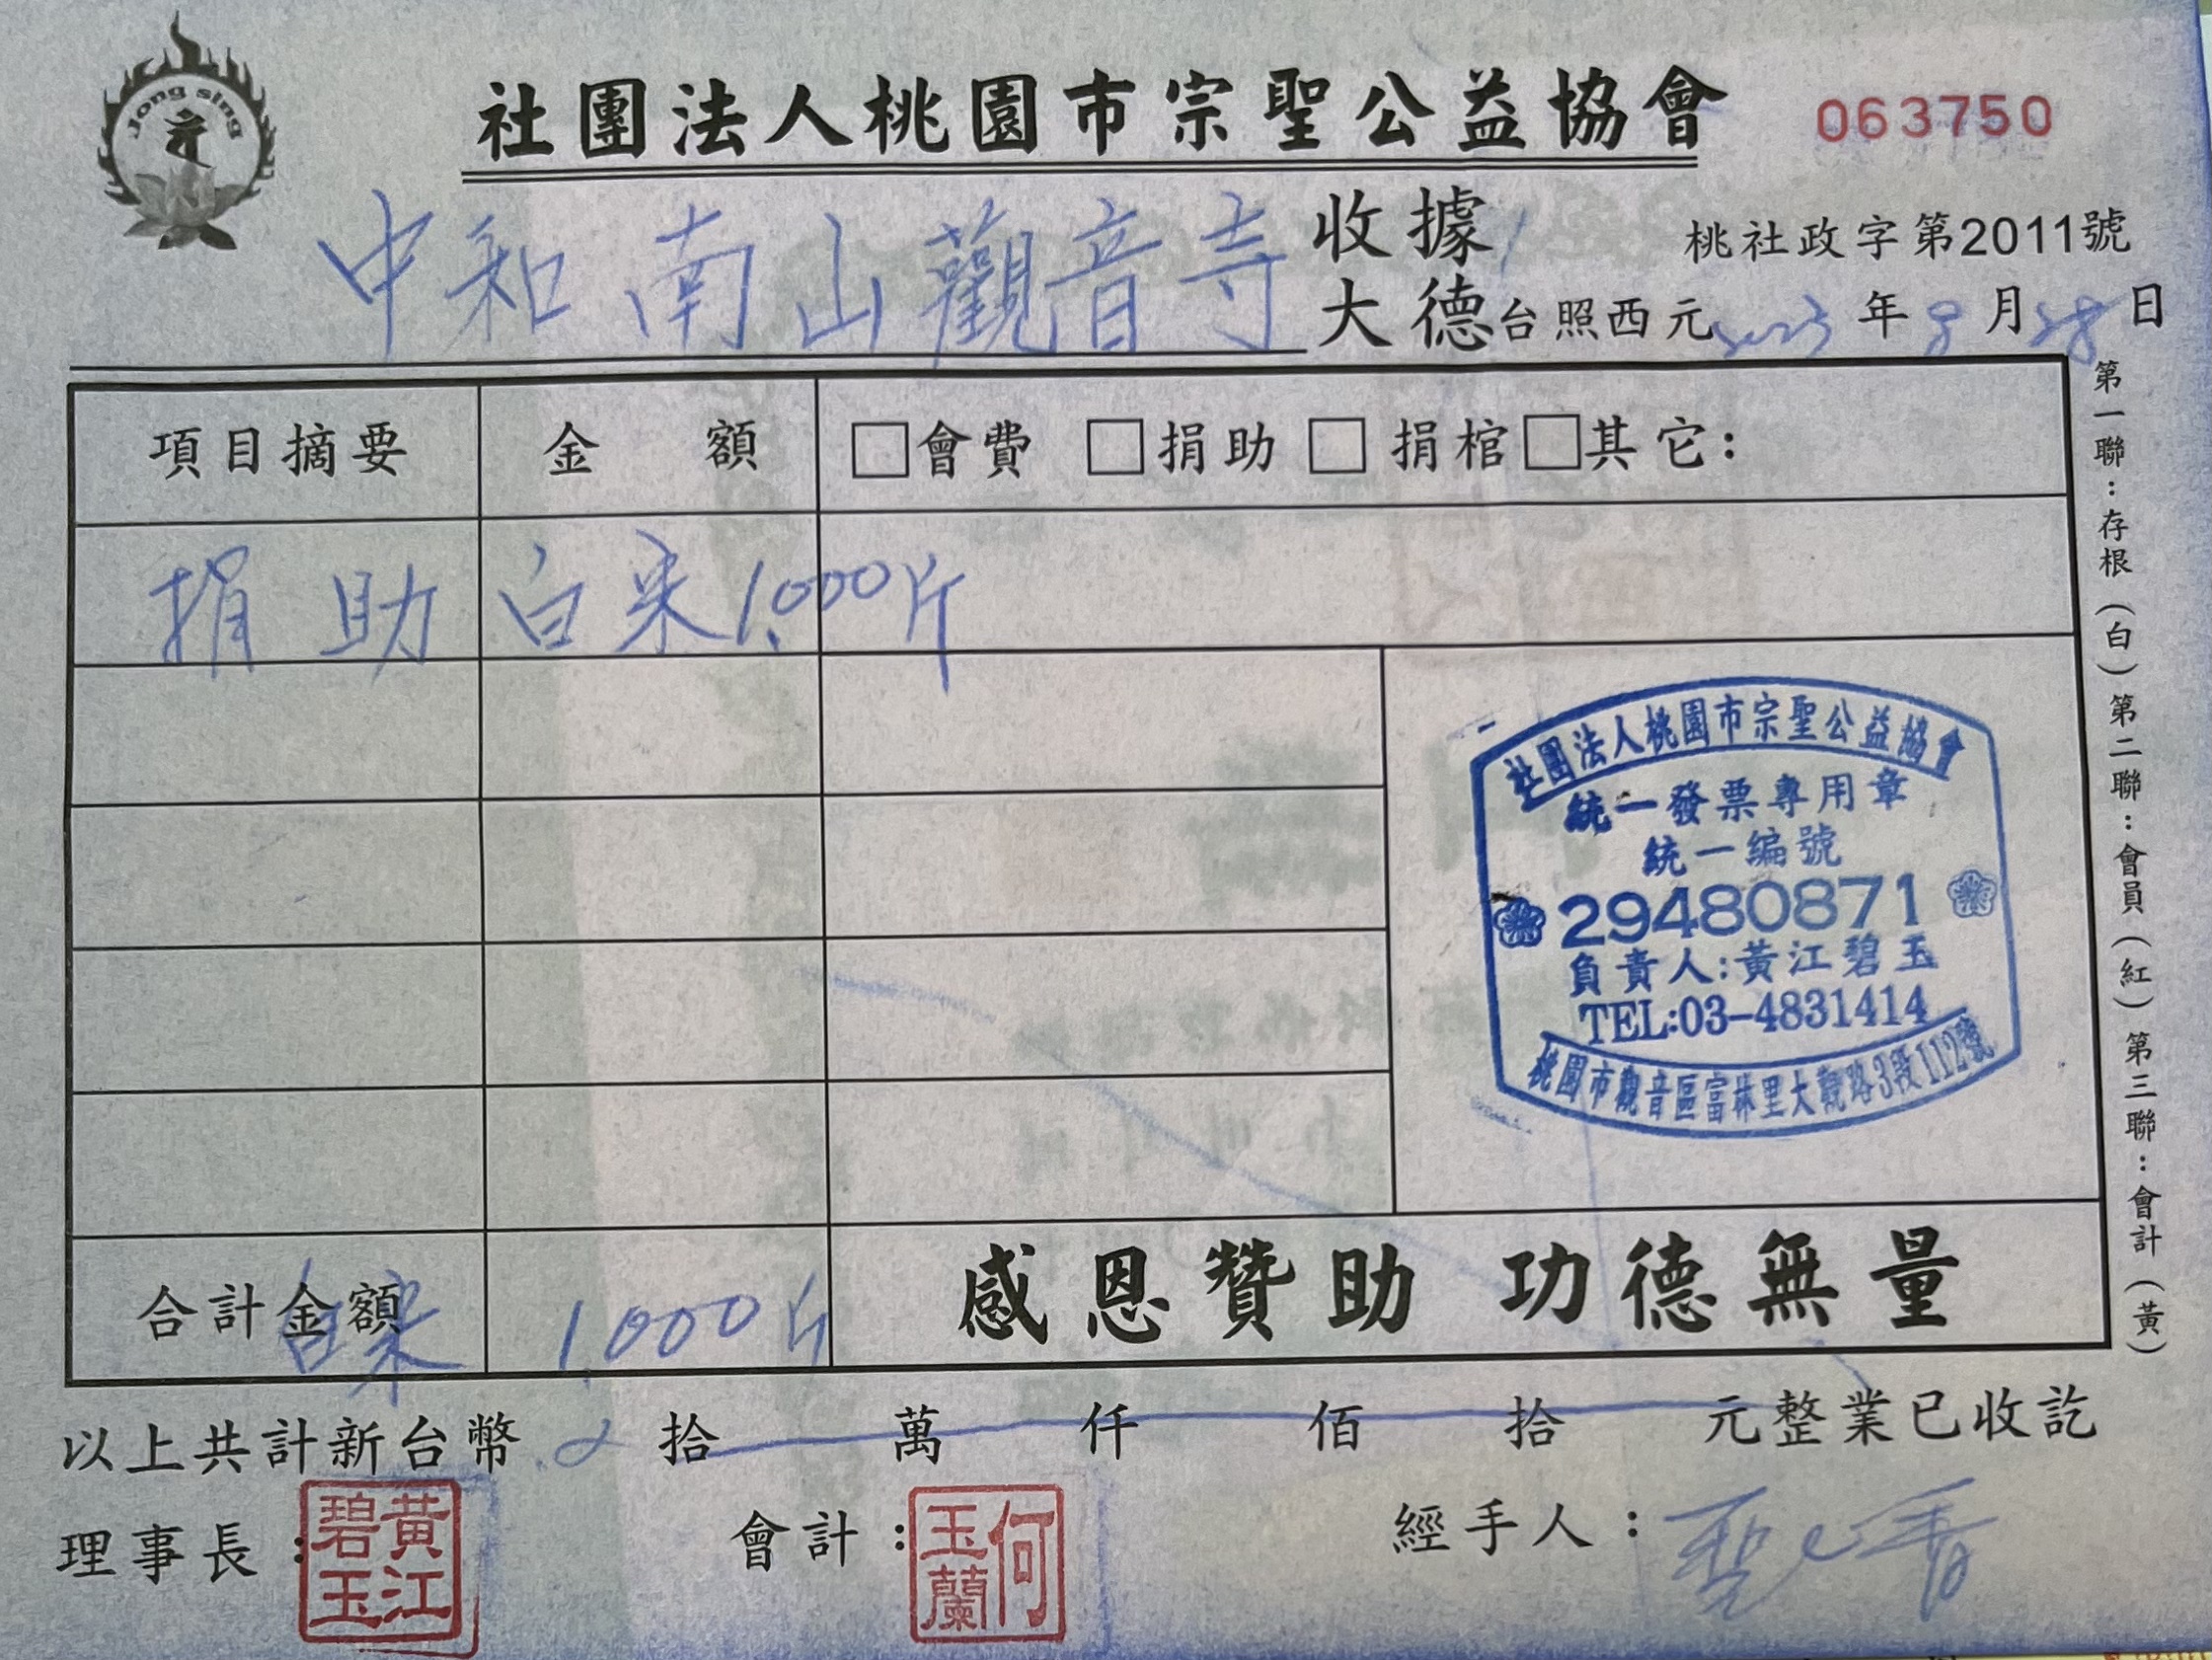 Jong sing
社團法人桃園市宗聖公益協會
063750
收據
桃社政字第2011號
中和南山觀音寺 大德台照 西元2023年8月28日
項目摘要 金額 □會費 □捐助 □捐棺 □其它:
捐助 白米1,000斤
社團法人桃園市宗聖公益協會
統一發票專用章
統一編號
29480871
負責人:黃江碧玉
TEL:03-4831414
桃園市觀音區富林里大觀路3段112號
合計金額 白米 1,000斤 感恩贊助 功德無量
以上共計新台幣 拾 萬 仟 佰 拾 元整業已收訖
理事長:黃江碧玉 會計:何玉蘭 經手人:
第一聯:存根(白)第二聯:會員(紅)第三聯:會計(黃)